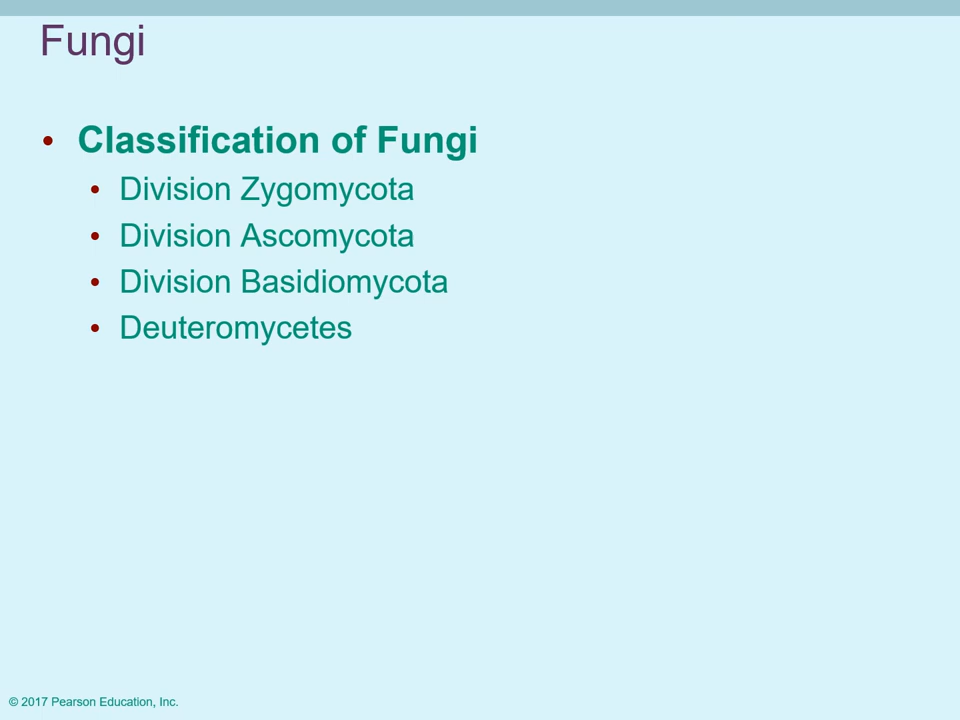 Fungi
• Classification of Fungi
• Division Zygomycota
• Division Ascomycota
• Division Basidiomycota
• Deuteromycetes
© 2017 Pearson Education, Inc.